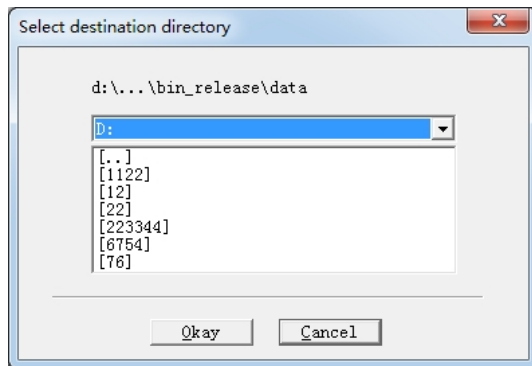 Select destination directory
d:\...\bin_release\data
D:
[..]
[1122]
[12]
[22]
[223344]
[6754]
[76]
Okay
Cancel